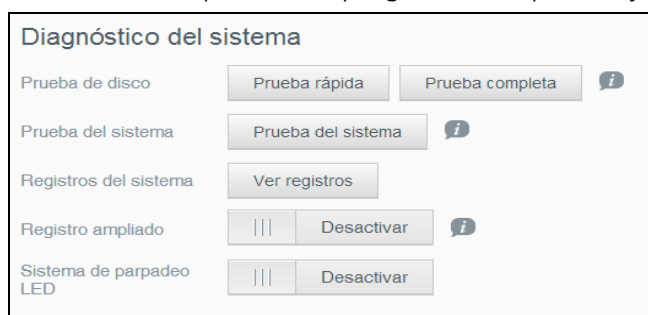 Diagnóstico del sistema
Prueba de disco Prueba rápida Prueba completa
Prueba del sistema Prueba del sistema
Registros del sistema Ver registros
Registro ampliado Desactivar
Sistema de parpadeo LED Desactivar